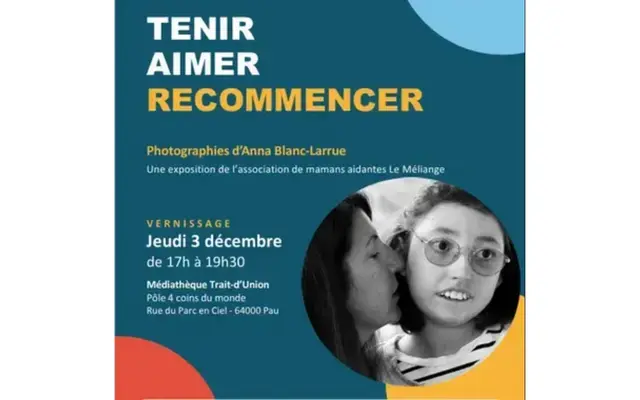 TENIR
AIMER
RECOMMENCER
Photographies d'Anna Blanc-Larrue
Une exposition de l'association de mamans aidantes Le Méliange
VERNISSAGE
Jeudi 3 décembre
de 17h à 19h30
Médiathèque Trait-d'Union
Pôle 4 coins du monde
Rue du Parc en Ciel - 64000 Pau